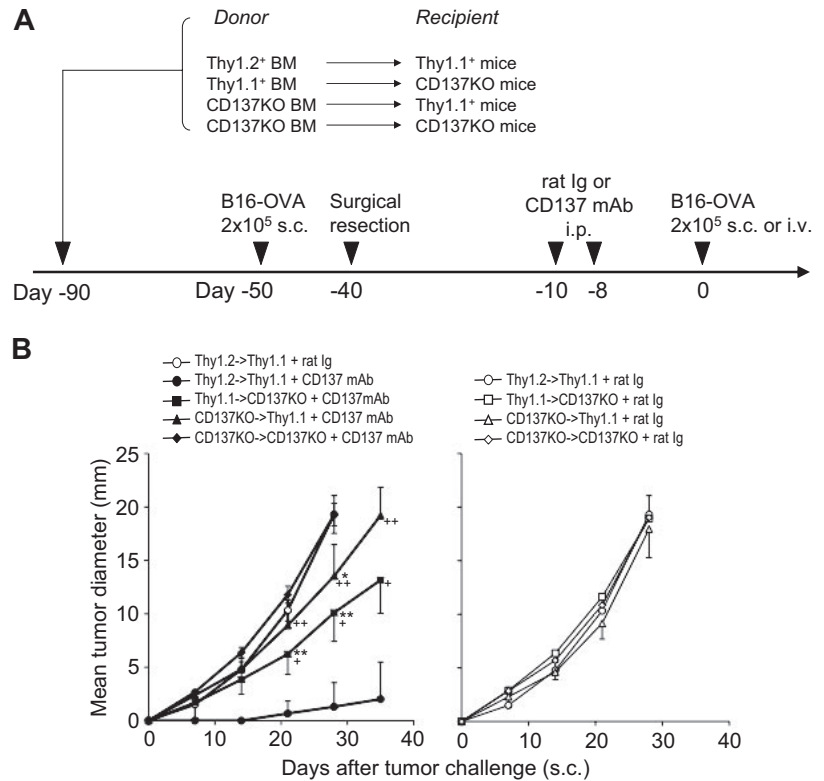 A
Donor Recipient
Thy1.2⁺ BM Thy1.1⁺ mice
Thy1.1⁺ BM CD137KO mice
CD137KO BM Thy1.1⁺ mice
CD137KO BM CD137KO mice
B16-OVA
2x10⁵ s.c.
Surgical
resection
rat Ig or
CD137 mAb
i.p.
B16-OVA
2x10⁵ s.c. or i.v.
Day -90 Day -50 -40 -10 -8 0
B
Thy1.2->Thy1.1 + rat Ig
Thy1.2->Thy1.1 + CD137 mAb
Thy1.1->CD137KO + CD137mAb
CD137KO->Thy1.1 + CD137 mAb
CD137KO->CD137KO + CD137 mAb
Thy1.2->Thy1.1 + rat Ig
Thy1.1->CD137KO + rat Ig
CD137KO->Thy1.1 + rat Ig
CD137KO->CD137KO + rat Ig
Mean tumor diameter (mm)
25
20
15
10
5
0
++
*
++
+
++
**
+
**
+
0 10 20 30 40
0 10 20 30 40
Days after tumor challenge (s.c.)